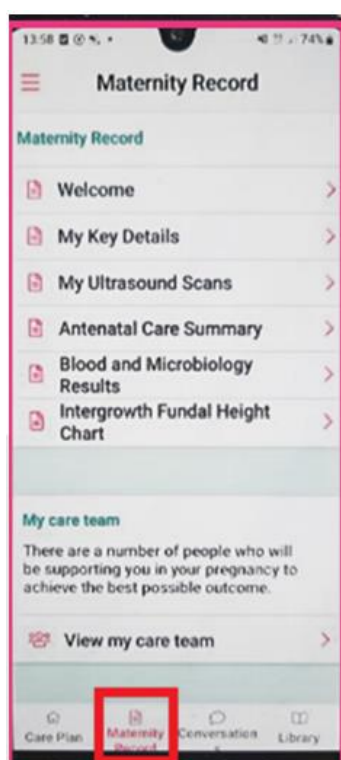 13:58
74%
Maternity Record
Maternity Record
Welcome
My Key Details
My Ultrasound Scans
Antenatal Care Summary
Blood and Microbiology
Results
Intergrowth Fundal Height
Chart
My care team
There are a number of people who will
be supporting you in your pregnancy to
achieve the best possible outcome.
View my care team
Care Plan
Maternity
Record
Conversation
s
Library